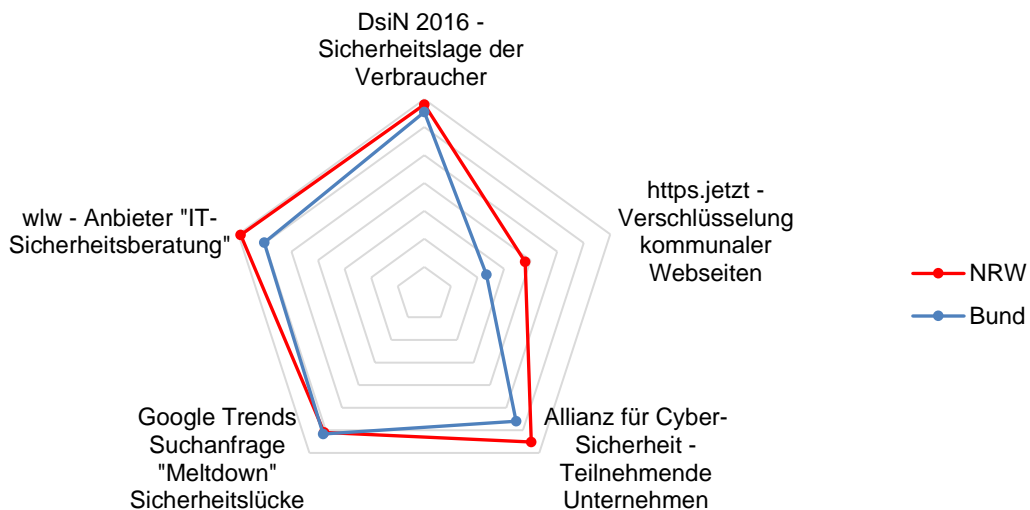 DsiN 2016 -
Sicherheitslage der
Verbraucher
https.jetzt -
Verschlüsselung
kommunaler
Webseiten
Allianz für Cyber-
Sicherheit -
Teilnehmende
Unternehmen
Google Trends
Suchanfrage
"Meltdown"
Sicherheitslücke
wlw - Anbieter "IT-
Sicherheitsberatung"
NRW
Bund